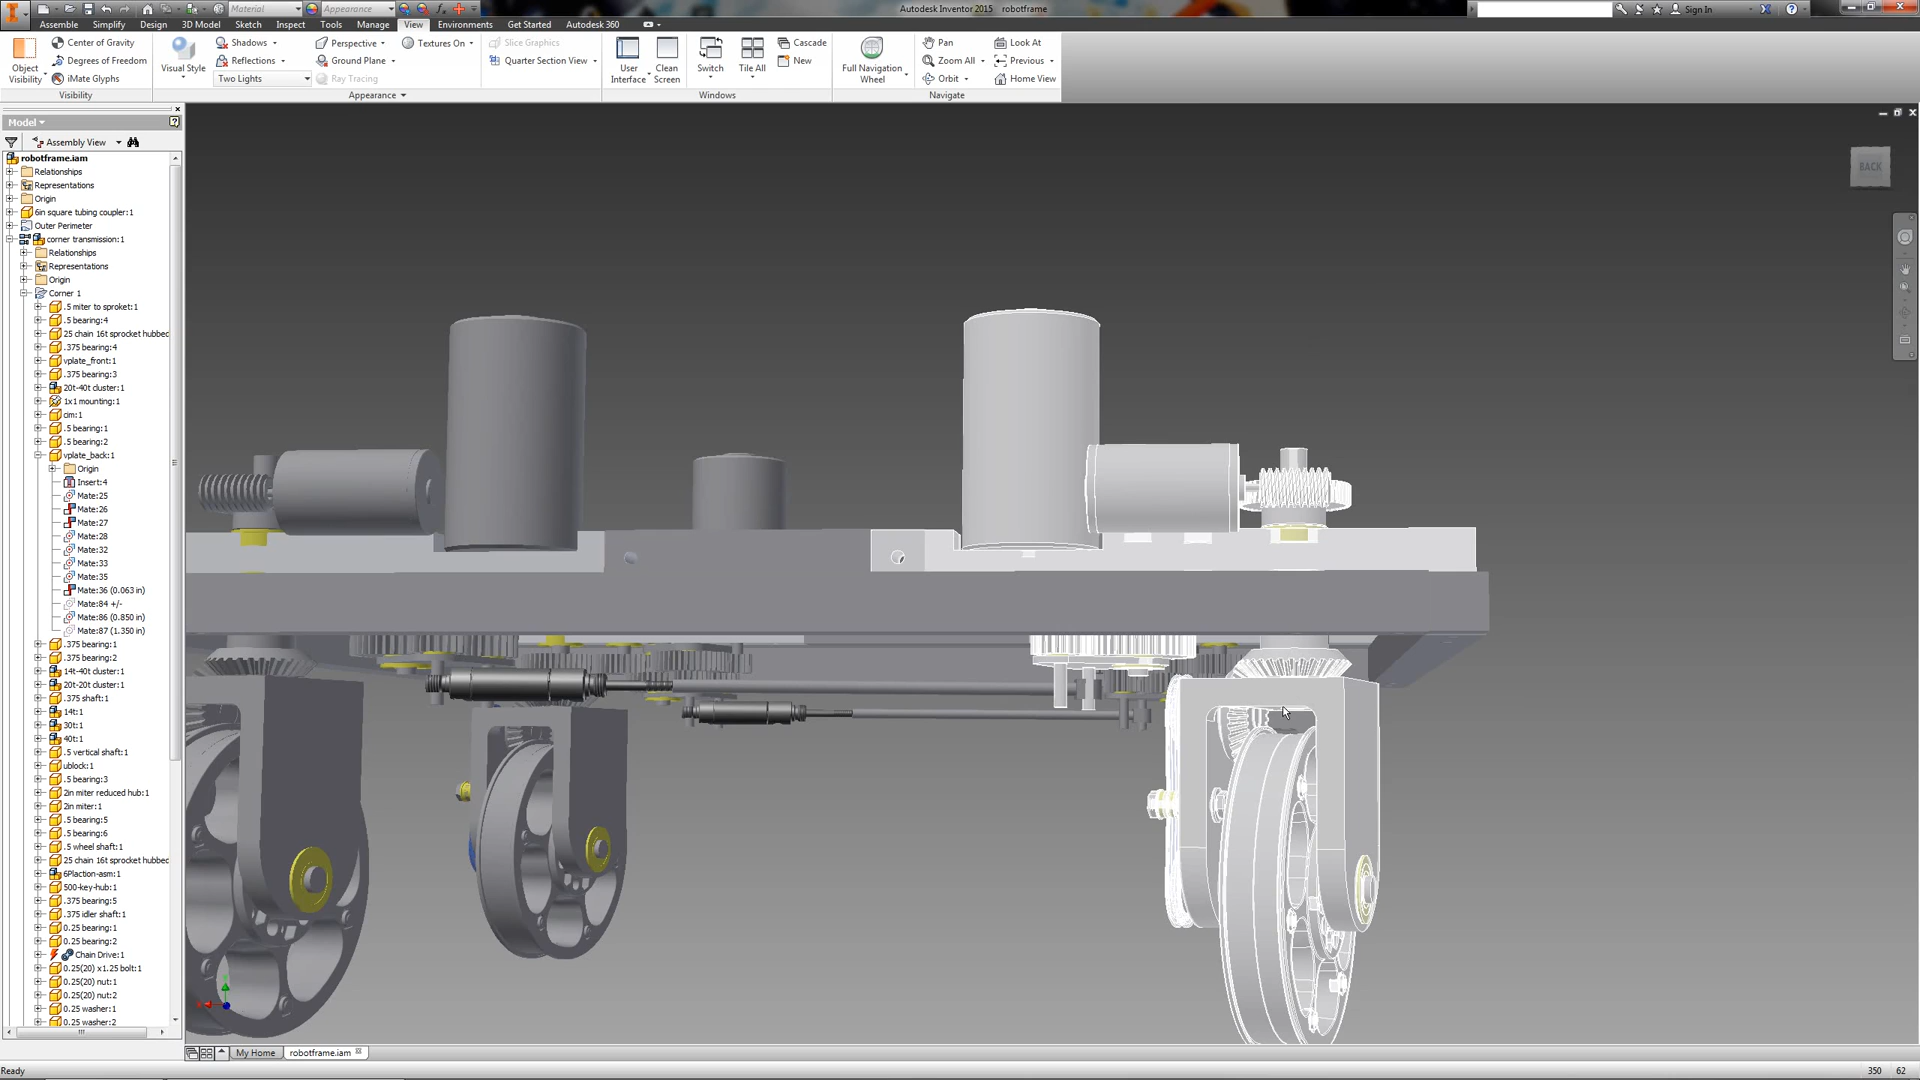 Material
Appearance
Autodesk Inventor 2015   robotframe
Sign In
Assemble
Simplify
Design
3D Model
Sketch
Inspect
Tools
Manage
View
Environments
Get Started
Autodesk 360
Object
Visibility
Center of Gravity
Degrees of Freedom
iMate Glyphs
Visibility
Visual Style
Shadows
Reflections
Two Lights
Perspective
Ground Plane
Ray Tracing
Textures On
Appearance
Slice Graphics
Quarter Section View
User
Interface
Clean
Screen
Switch
Tile All
Cascade
New
Windows
Full Navigation
Wheel
Pan
Zoom All
Orbit
Look At
Previous
Home View
Navigate
Model
Assembly View
robotframe.iam
Relationships
Representations
Origin
6in square tubing coupler:1
Outer Perimeter
corner transmission:1
Relationships
Representations
Origin
Corner 1
.5 miter to sproket:1
.5 bearing:4
25 chain 16t sprocket hubbed
.375 bearing:4
vplate_front:1
.375 bearing:3
20t-40t cluster:1
1x1 mounting:1
cim:1
.5 bearing:1
.5 bearing:2
vplate_back:1
Origin
Insert:4
Mate:25
Mate:26
Mate:27
Mate:28
Mate:32
Mate:33
Mate:35
Mate:36 (0.063 in)
Mate:84 +/-
Mate:86 (0.850 in)
Mate:87 (1.350 in)
.375 bearing:1
.375 bearing:2
14t-40t cluster:1
20t-20t cluster:1
.375 shaft:1
14t:1
30t:1
40t:1
.5 vertical shaft:1
ublock:1
.5 bearing:3
2in miter reduced hub:1
2in miter:1
.5 bearing:5
.5 bearing:6
.5 wheel shaft:1
25 chain 16t sprocket hubbed
6Plaction-asm:1
500-key-hub:1
.375 bearing:5
.375 idler shaft:1
0.25 bearing:1
0.25 bearing:2
Chain Drive:1
0.25(20) x1.25 bolt:1
0.25(20) nut:1
0.25(20) nut:2
0.25 washer:1
0.25 washer:2
BACK
My Home
robotframe.iam
Ready
350
62